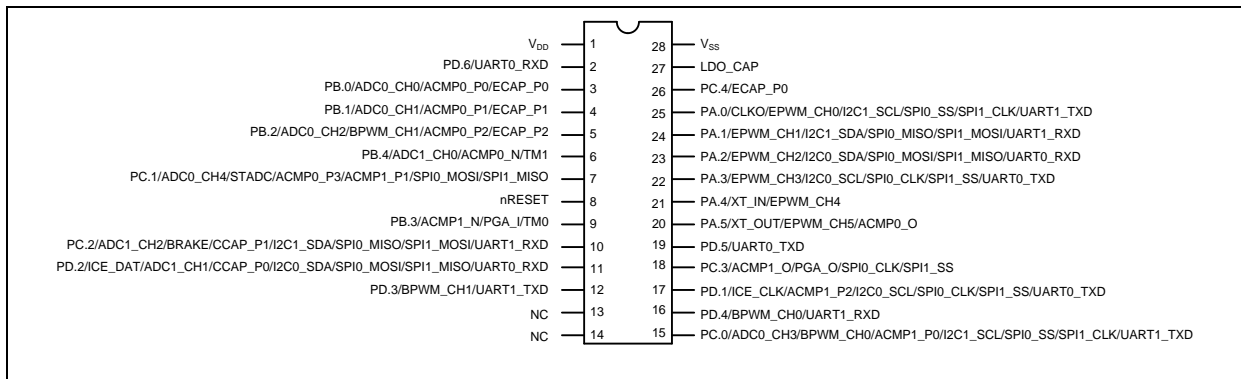 VDD 1 28 VSS
PD.6/UART0_RXD 2 27 LDO_CAP
PB.0/ADC0_CH0/ACMP0_P0/ECAP_P0 3 26 PC.4/ECAP_P0
PB.1/ADC0_CH1/ACMP0_P1/ECAP_P1 4 25 PA.0/CLKO/EPWM_CH0/I2C1_SCL/SPI0_SS/SPI1_CLK/UART1_TXD
PB.2/ADC0_CH2/BPWM_CH1/ACMP0_P2/ECAP_P2 5 24 PA.1/EPWM_CH1/I2C1_SDA/SPI0_MISO/SPI1_MOSI/UART1_RXD
PB.4/ADC1_CH0/ACMP0_N/TM1 6 23 PA.2/EPWM_CH2/I2C0_SDA/SPI0_MOSI/SPI1_MISO/UART0_RXD
PC.1/ADC0_CH4/STADC/ACMP0_P3/ACMP1_P1/SPI0_MOSI/SPI1_MISO 7 22 PA.3/EPWM_CH3/I2C0_SCL/SPI0_CLK/SPI1_SS/UART0_TXD
nRESET 8 21 PA.4/XT_IN/EPWM_CH4
PB.3/ACMP1_N/PGA_I/TM0 9 20 PA.5/XT_OUT/EPWM_CH5/ACMP0_O
PC.2/ADC1_CH2/BRAKE/CCAP_P1/I2C1_SDA/SPI0_MISO/SPI1_MOSI/UART1_RXD 10 19 PD.5/UART0_TXD
PD.2/ICE_DAT/ADC1_CH1/CCAP_P0/I2C0_SDA/SPI0_MOSI/SPI1_MISO/UART0_RXD 11 18 PC.3/ACMP1_O/PGA_O/SPI0_CLK/SPI1_SS
PD.3/BPWM_CH1/UART1_TXD 12 17 PD.1/ICE_CLK/ACMP1_P2/I2C0_SCL/SPI0_CLK/SPI1_SS/UART0_TXD
NC 13 16 PD.4/BPWM_CH0/UART1_RXD
NC 14 15 PC.0/ADC0_CH3/BPWM_CH0/ACMP1_P0/I2C1_SCL/SPI0_SS/SPI1_CLK/UART1_TXD